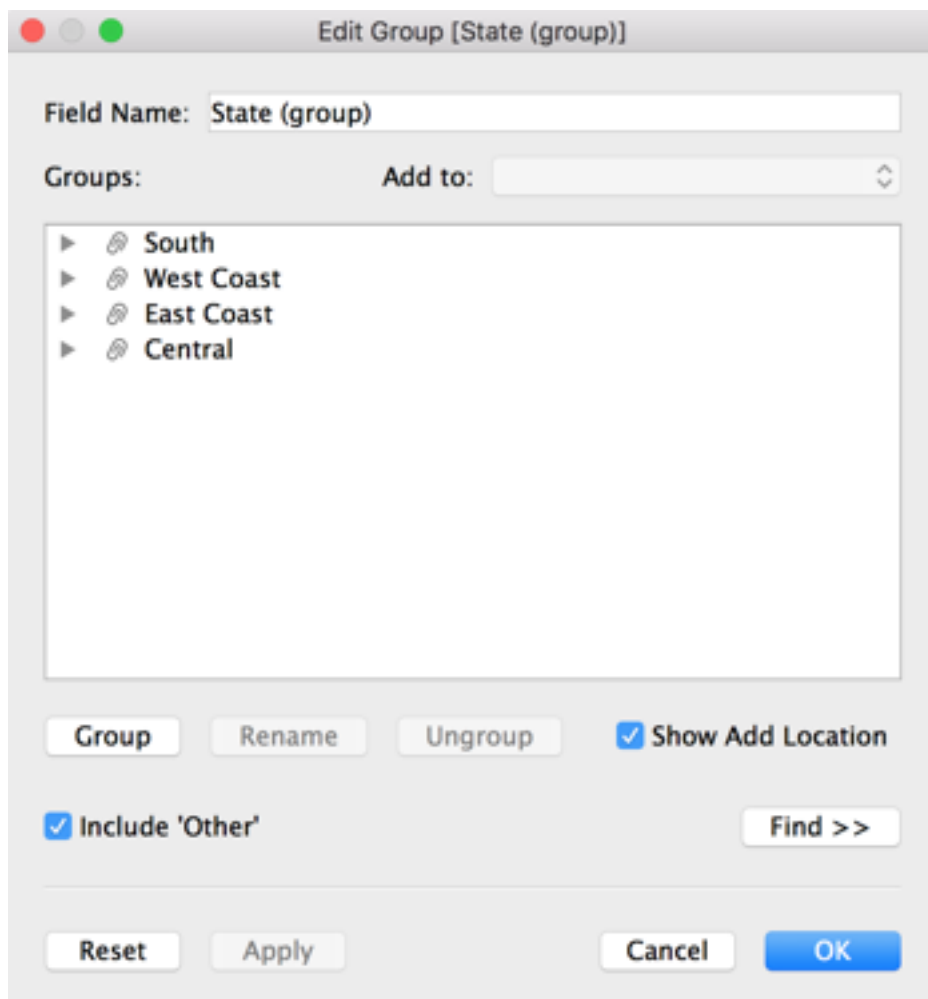 Edit Group [State (group)]
Field Name: State (group)
Groups: Add to:
South
West Coast
East Coast
Central
Group Rename Ungroup Show Add Location
Include 'Other' Find >>
Reset Apply Cancel OK